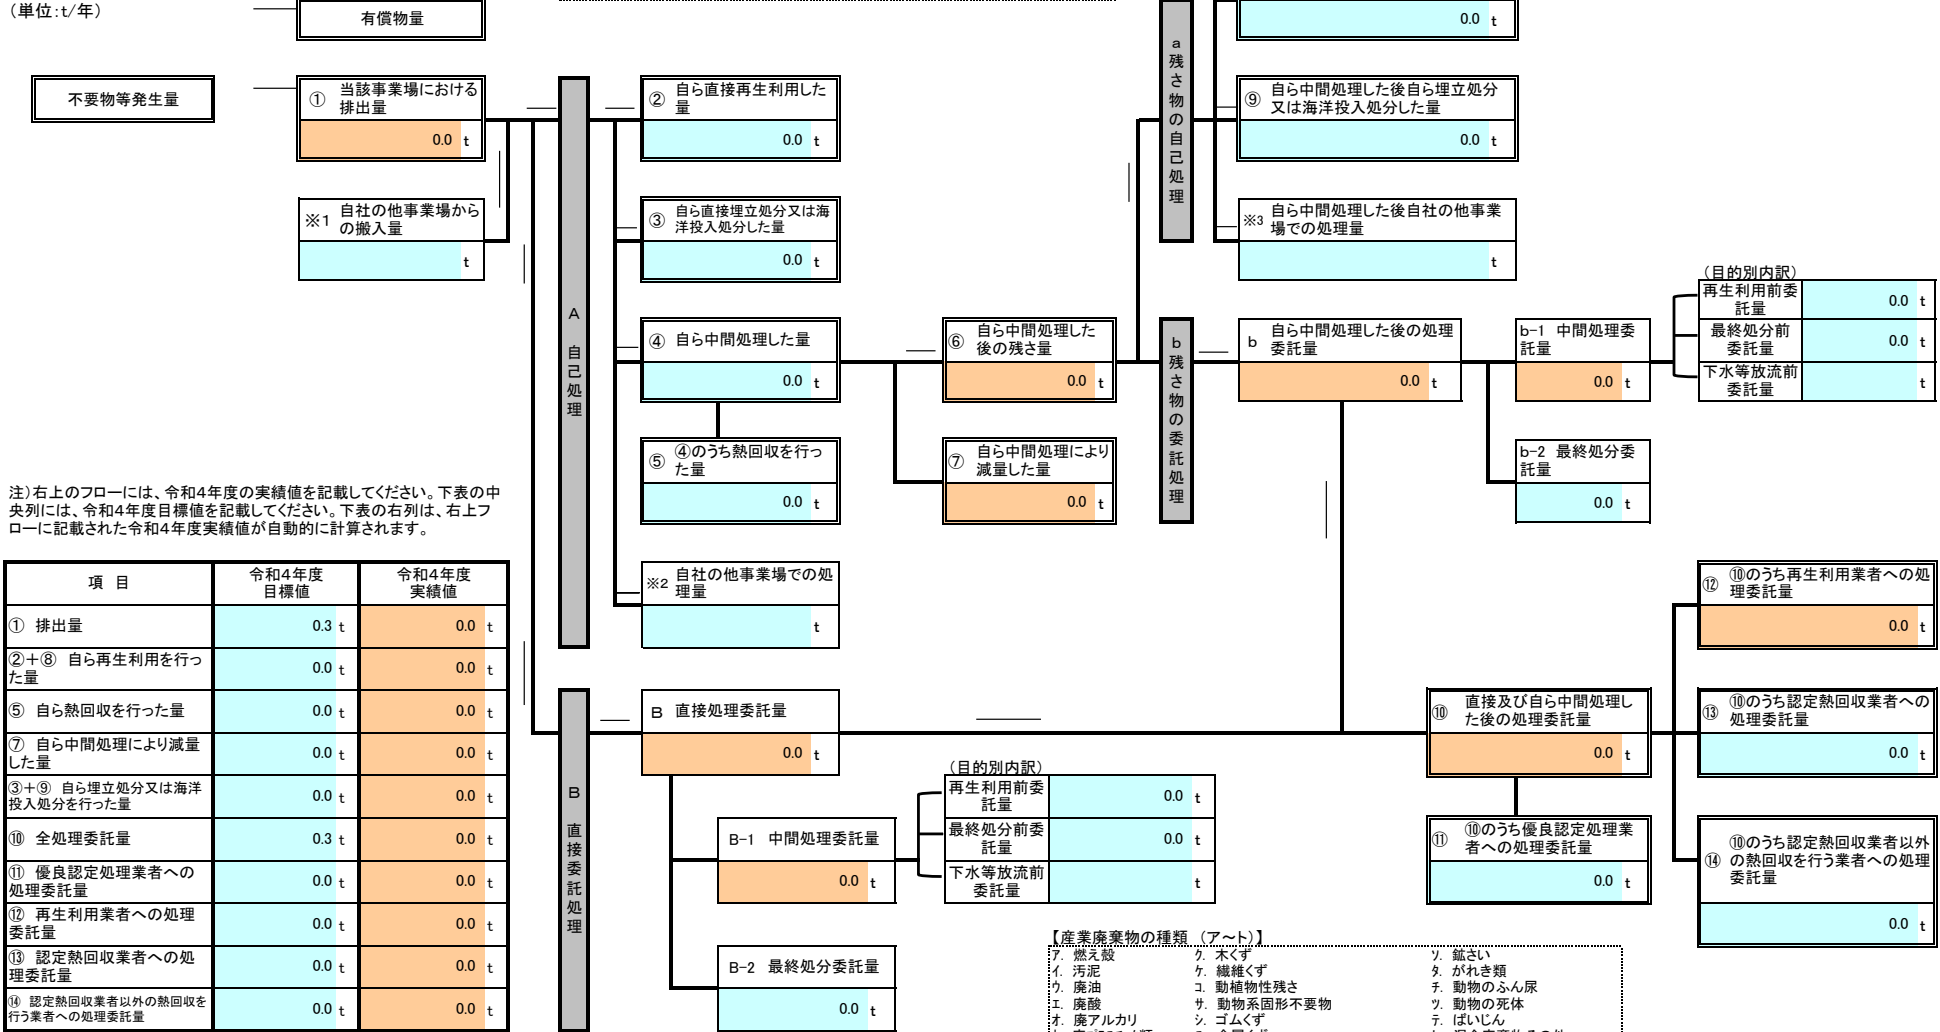 （単位：t/年）
有償物量
0.0 t
不要物等発生量
① 当該事業場における
排出量
0.0 t
※1 自社の他事業場から
の搬入量
t
A 自己処理
② 自ら直接再生利用した
量
0.0 t
③ 自ら直接埋立処分又は海
洋投入処分した量
0.0 t
④ 自ら中間処理した量
0.0 t
⑤ ④のうち熱回収を行っ
た量
0.0 t
※2 自社の他事業場での処
理量
t
⑥ 自ら中間処理した
後の残さ量
0.0 t
⑦ 自ら中間処理により
減量した量
0.0 t
a 残さ物の自己処理
⑨ 自ら中間処理した後自ら埋立処分
又は海洋投入処分した量
0.0 t
※3 自ら中間処理した後自社の他事業
場での処理量
t
b 残さ物の委託処理
b 自ら中間処理した後の処理
委託量
0.0 t
b-1 中間処理委
託量
0.0 t
b-2 最終処分委
託量
0.0 t
（目的別内訳）
再生利用前委
託量
0.0 t
最終処分前
委託量
0.0 t
下水等放流前
委託量
t
注）右上のフローには、令和４年度の実績値を記載してください。下表の中
央列には、令和４年度目標値を記載してください。下表の右列は、右上フ
ローに記載された令和４年度実績値が自動的に計算されます。
項 目 令和４年度 目標値 令和４年度 実績値
① 排出量 0.3 t 0.0 t
②＋⑧ 自ら再生利用を行っ
た量 0.0 t 0.0 t
⑤ 自ら熱回収を行った量 0.0 t 0.0 t
⑦ 自ら中間処理により減量
した量 0.0 t 0.0 t
③＋⑨ 自ら埋立処分又は海洋
投入処分を行った量 0.0 t 0.0 t
⑩ 全処理委託量 0.3 t 0.0 t
⑪ 優良認定処理業者への
処理委託量 0.0 t 0.0 t
⑫ 再生利用業者への処理
委託量 0.0 t 0.0 t
⑬ 認定熱回収業者への処
理委託量 0.0 t 0.0 t
⑭ 認定熱回収業者以外の熱回収を
行う業者への処理委託量 0.0 t 0.0 t
B 直接委託処理
B 直接処理委託量
0.0 t
B-1 中間処理委託量
0.0 t
B-2 最終処分委託量
0.0 t
（目的別内訳）
再生利用前委
託量
0.0 t
最終処分前委
託量
0.0 t
下水等放流前
委託量
t
⑩ 直接及び自ら中間処理し
た後の処理委託量
0.0 t
⑪ ⑩のうち優良認定処理業
者への処理委託量
0.0 t
⑫ ⑩のうち再生利用業者への処
理委託量
0.0 t
⑬ ⑩のうち認定熱回収業者への
処理委託量
0.0 t
⑭ ⑩のうち認定熱回収業者以外
の熱回収を行う業者への処理
委託量
0.0 t
【産業廃棄物の種類 （ア～ト）】
ア. 燃え殻 ク. 木くず ソ. 鉱さい
イ. 汚泥 ケ. 繊維くず タ. がれき類
ウ. 廃油 コ. 動植物性残さ チ. 動物のふん尿
エ. 廃酸 サ. 動物系固形不要物 ツ. 動物の死体
オ. 廃アルカリ シ. ゴムくず テ. ばいじん